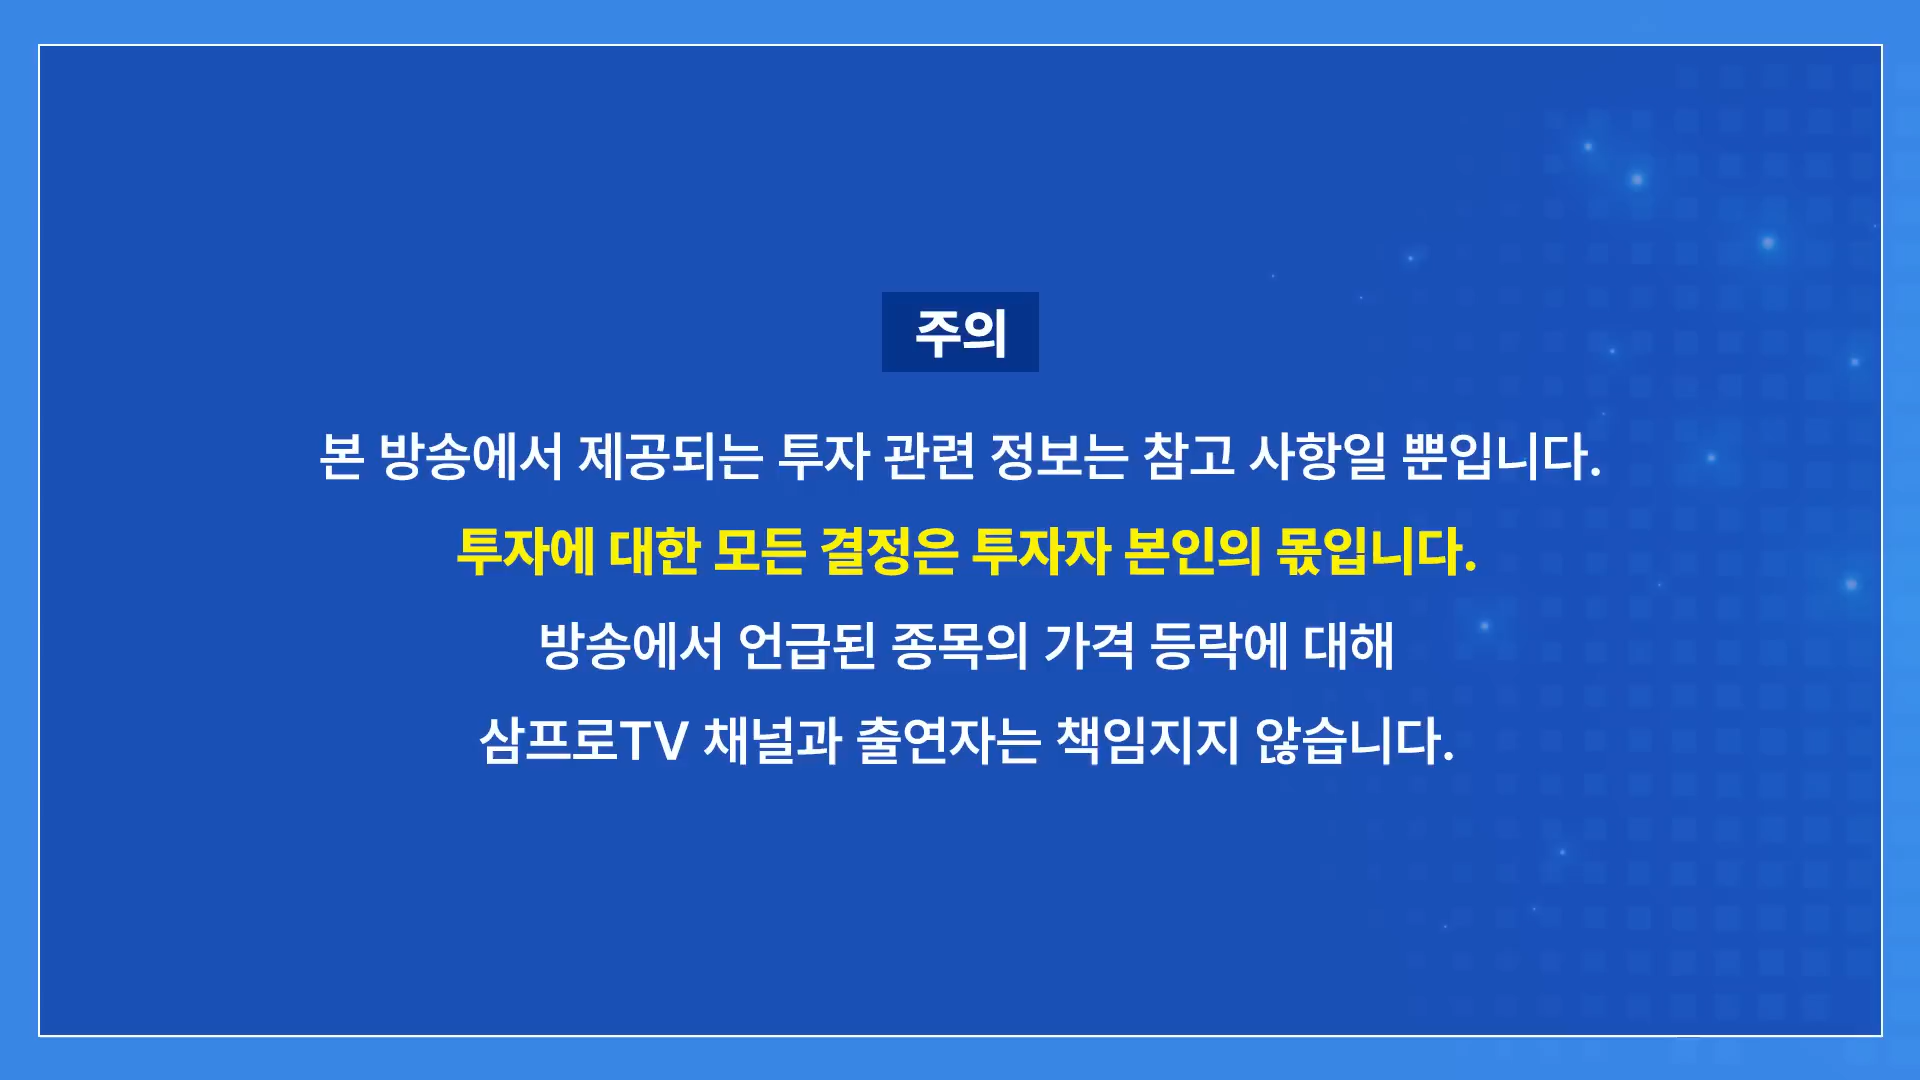 주의
본 방송에서 제공되는 투자 관련 정보는 참고 사항일 뿐입니다.
투자에 대한 모든 결정은 투자자 본인의 몫입니다.
방송에서 언급된 종목의 가격 등락에 대해
삼프로TV 채널과 출연자는 책임지지 않습니다.